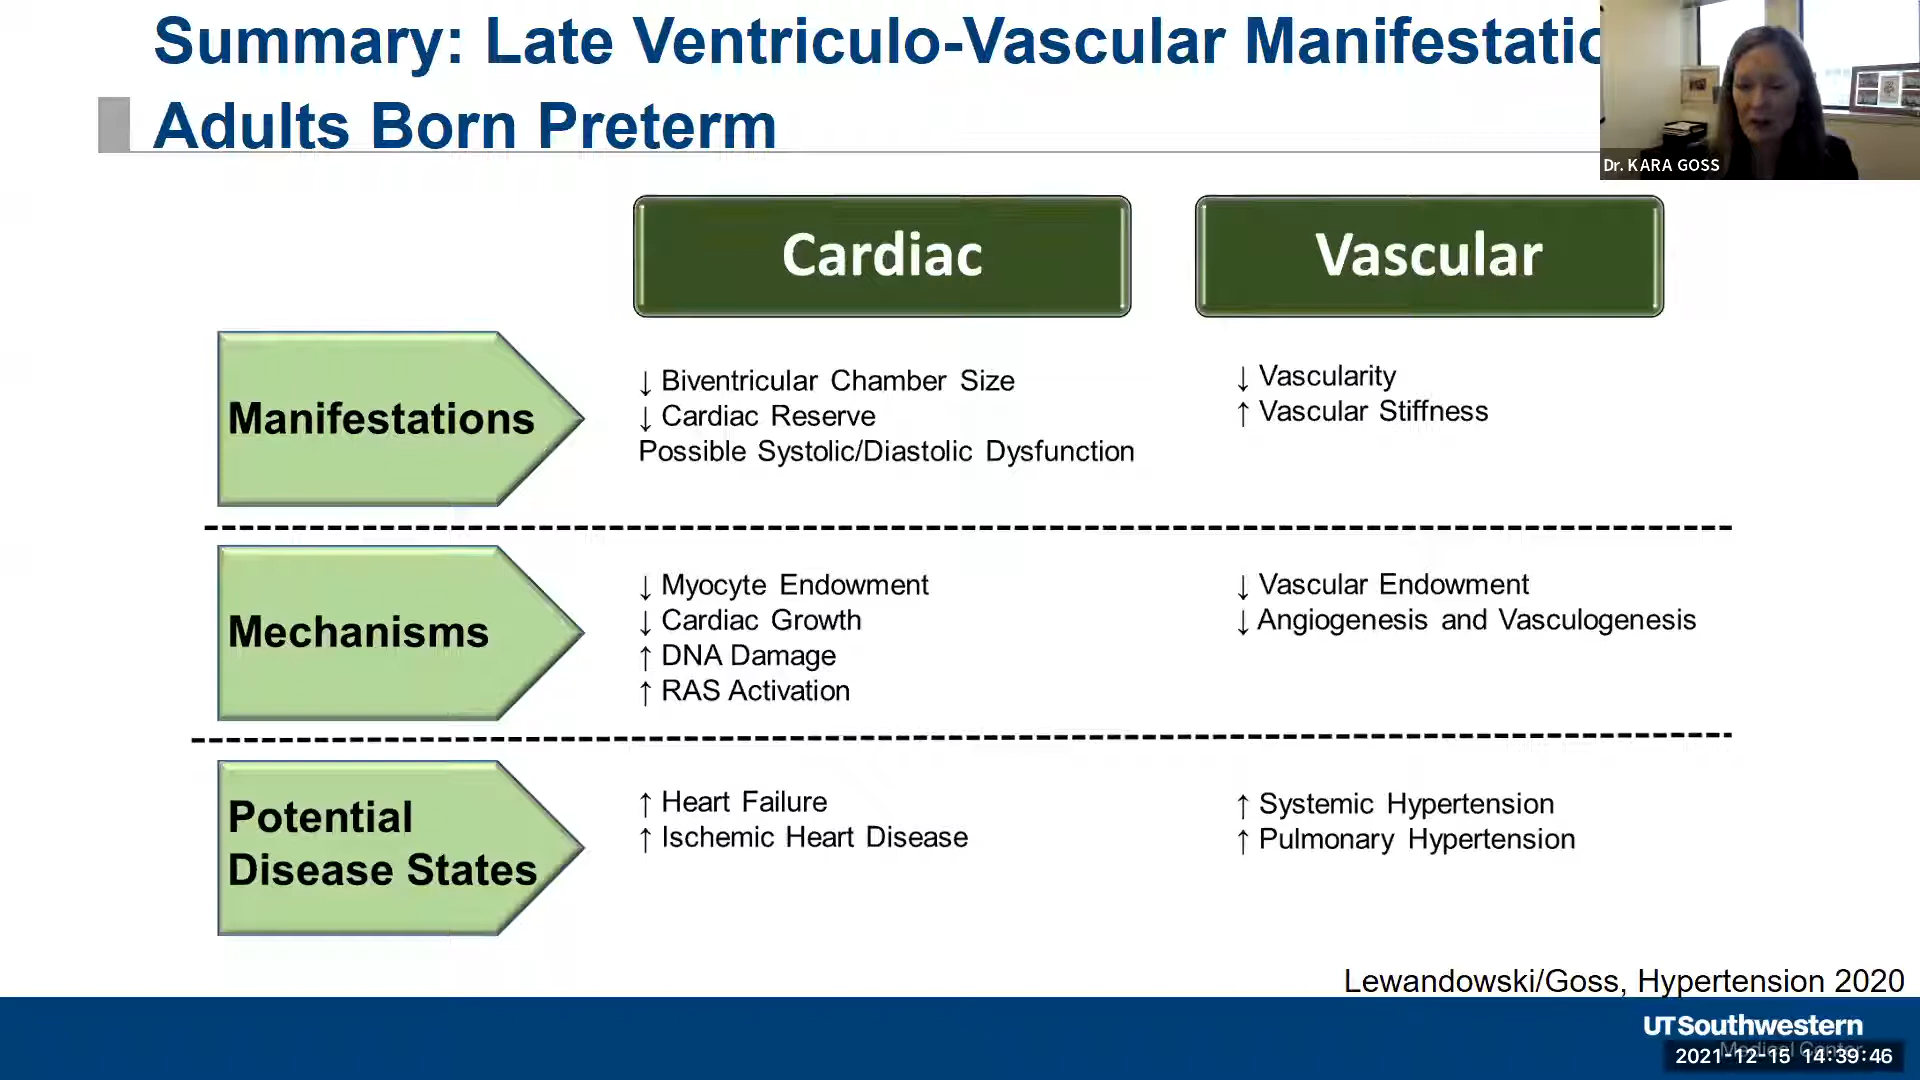 Summary: Late Ventriculo-Vascular Manifestatio
Adults Born Preterm
Dr. KARA GOSS
Cardiac
Vascular
Manifestations
↓ Biventricular Chamber Size
↓ Cardiac Reserve
Possible Systolic/Diastolic Dysfunction
↓ Vascularity
↑ Vascular Stiffness
Mechanisms
↓ Myocyte Endowment
↓ Cardiac Growth
↑ DNA Damage
↑ RAS Activation
↓ Vascular Endowment
↓ Angiogenesis and Vasculogenesis
Potential
Disease States
↑ Heart Failure
↑ Ischemic Heart Disease
↑ Systemic Hypertension
↑ Pulmonary Hypertension
Lewandowski/Goss, Hypertension 2020
UT Southwestern
Medical Center
2021-12-15 14:39:46